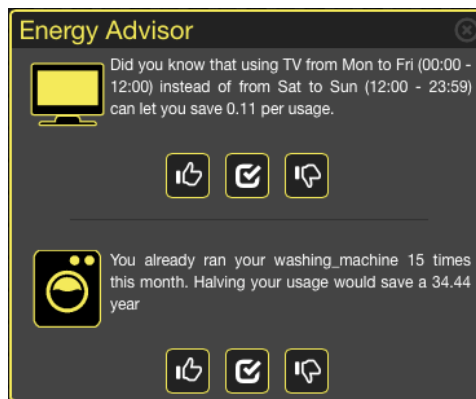 Energy Advisor
Did you know that using TV from Mon to Fri (00:00 -
12:00) instead of from Sat to Sun (12:00 - 23:59)
can let you save 0.11 per usage.
You already ran your washing_machine 15 times
this month. Halving your usage would save a 34.44
year